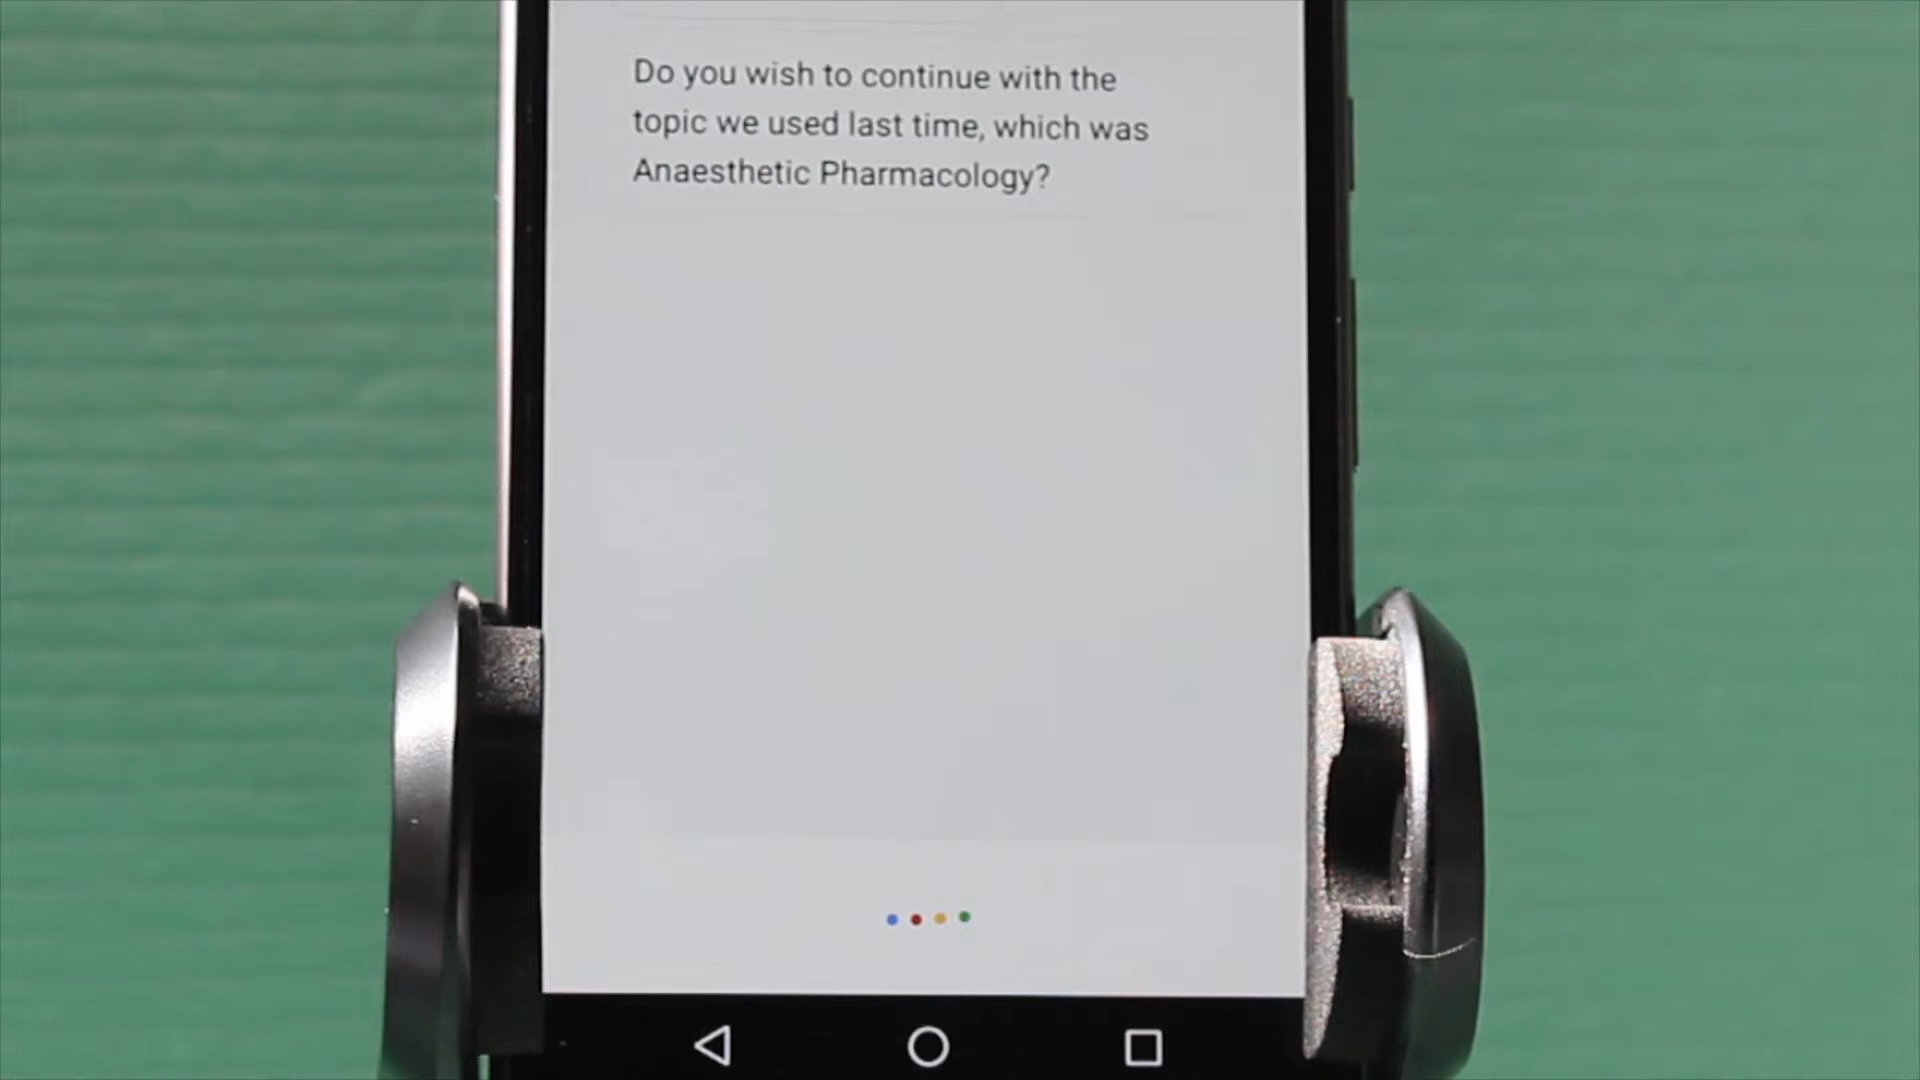 Do you wish to continue with the
topic we used last time, which was
Anaesthetic Pharmacology?